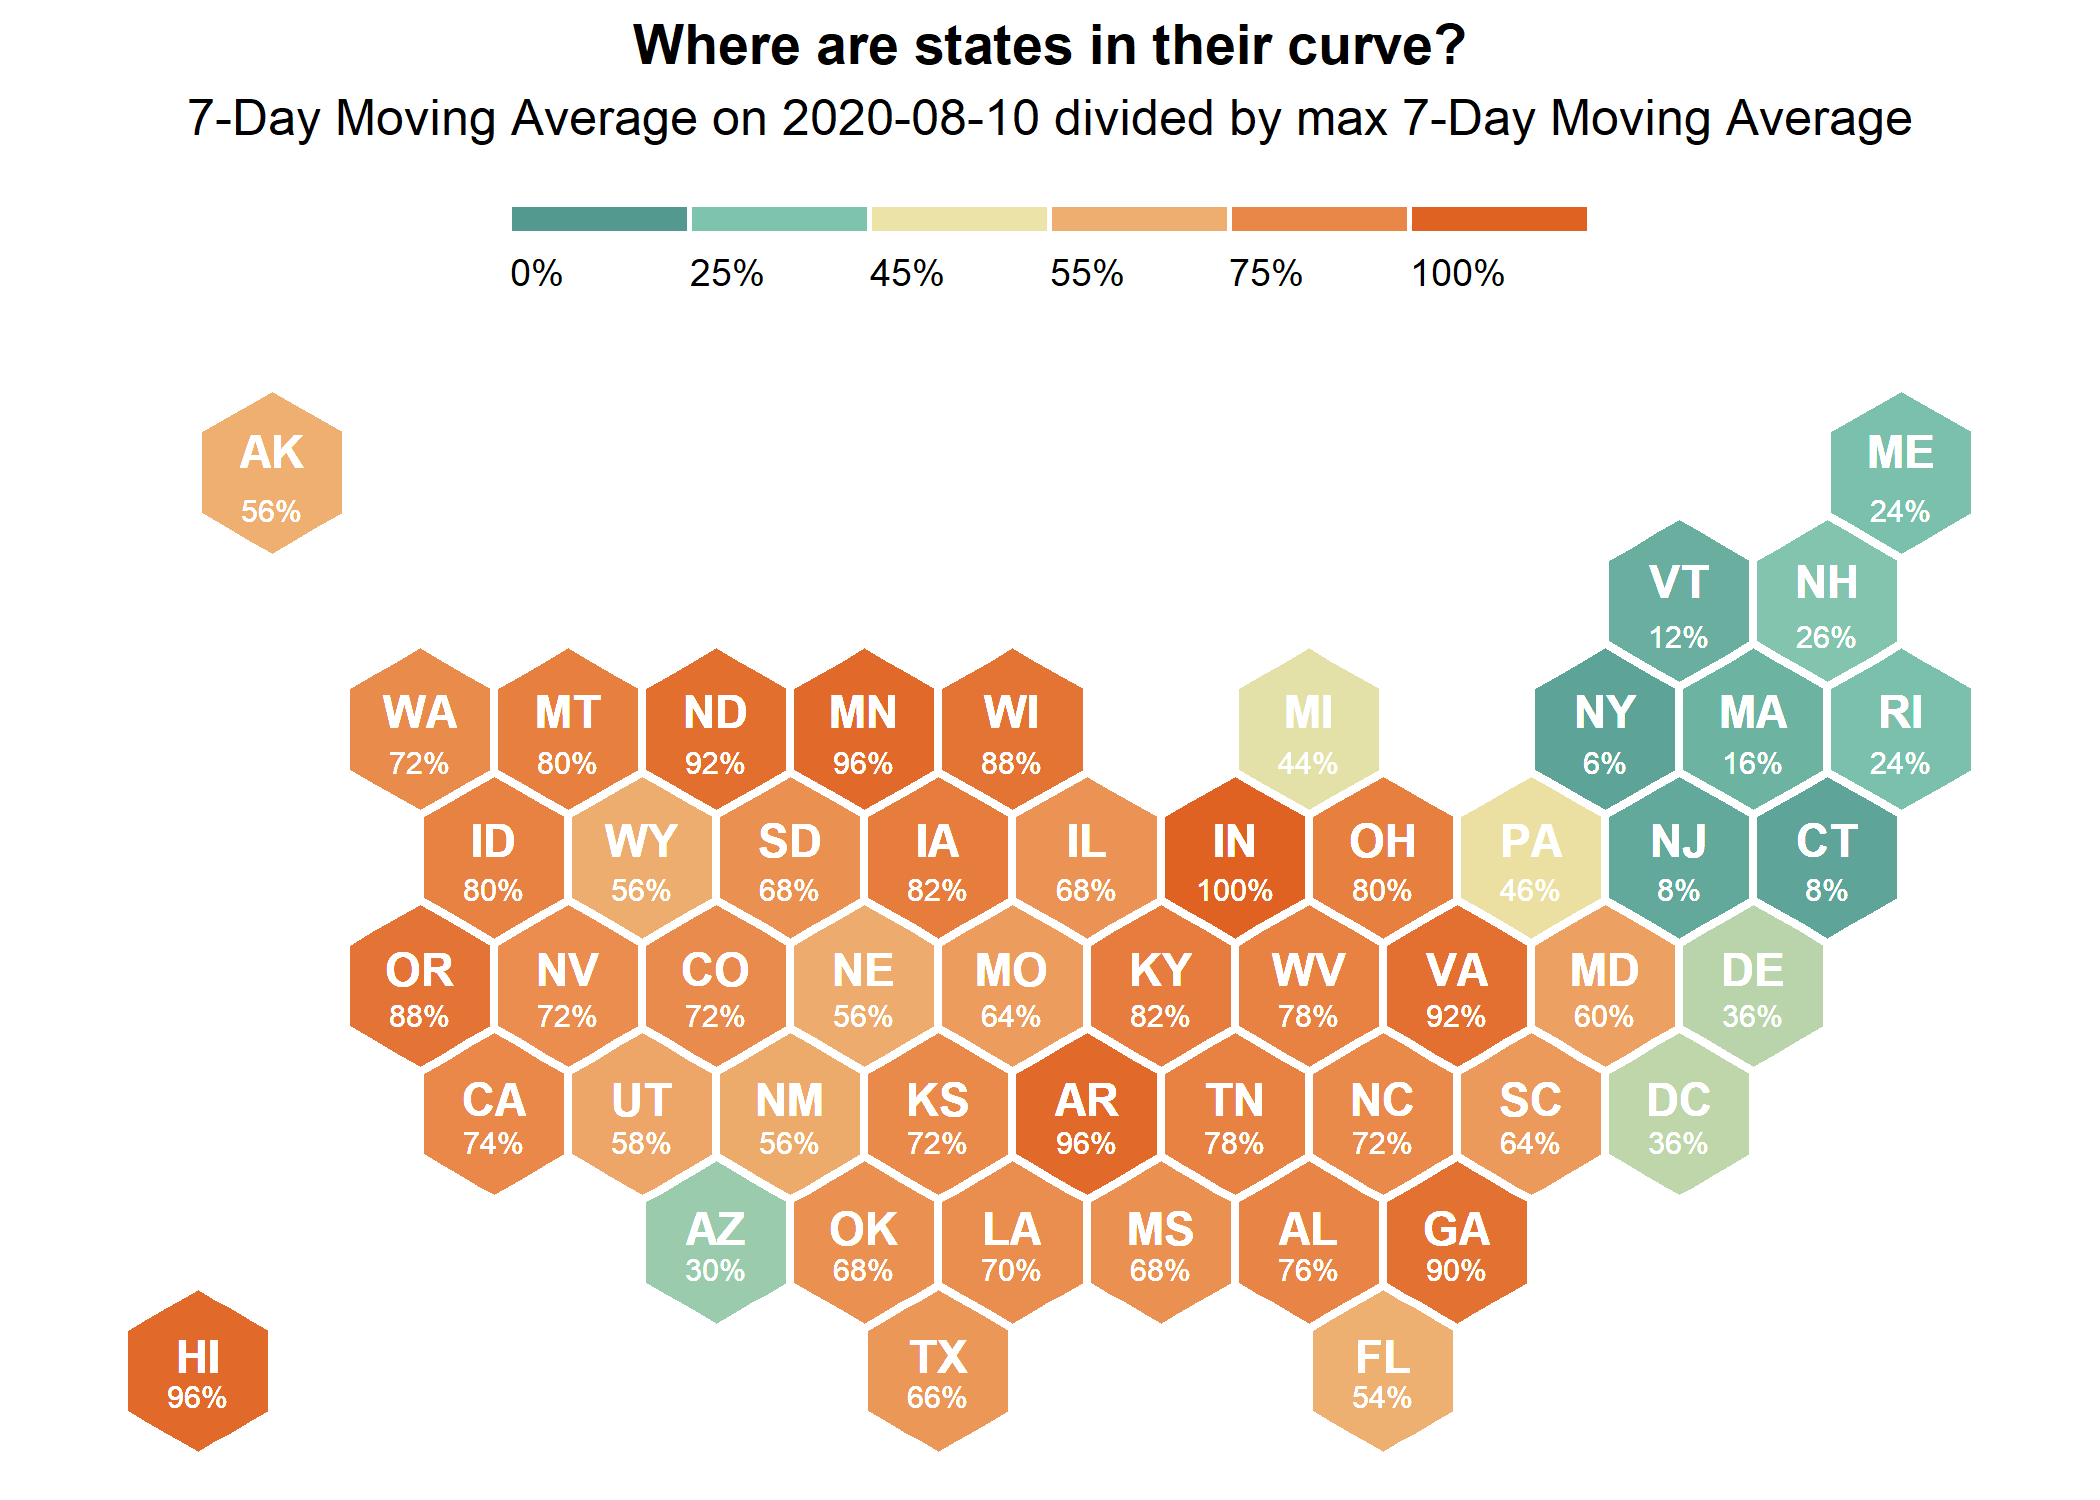 Where are states in their curve?
7-Day Moving Average on 2020-08-10 divided by max 7-Day Moving Average
0% 25% 45% 55% 75% 100%
AK ME
56% 24%
VT NH
12% 26%
WA MT ND MN WI MI NY MA RI
72% 80% 92% 96% 88% 44% 6% 16% 24%
ID WY SD IA IL IN OH PA NJ CT
80% 56% 68% 82% 68% 100% 80% 46% 8% 8%
OR NV CO NE MO KY WV VA MD DE
88% 72% 72% 56% 64% 82% 78% 92% 60% 36%
CA UT NM KS AR TN NC SC DC
74% 58% 56% 72% 96% 78% 72% 64% 36%
AZ OK LA MS AL GA
30% 68% 70% 68% 76% 90%
HI TX FL
96% 66% 54%